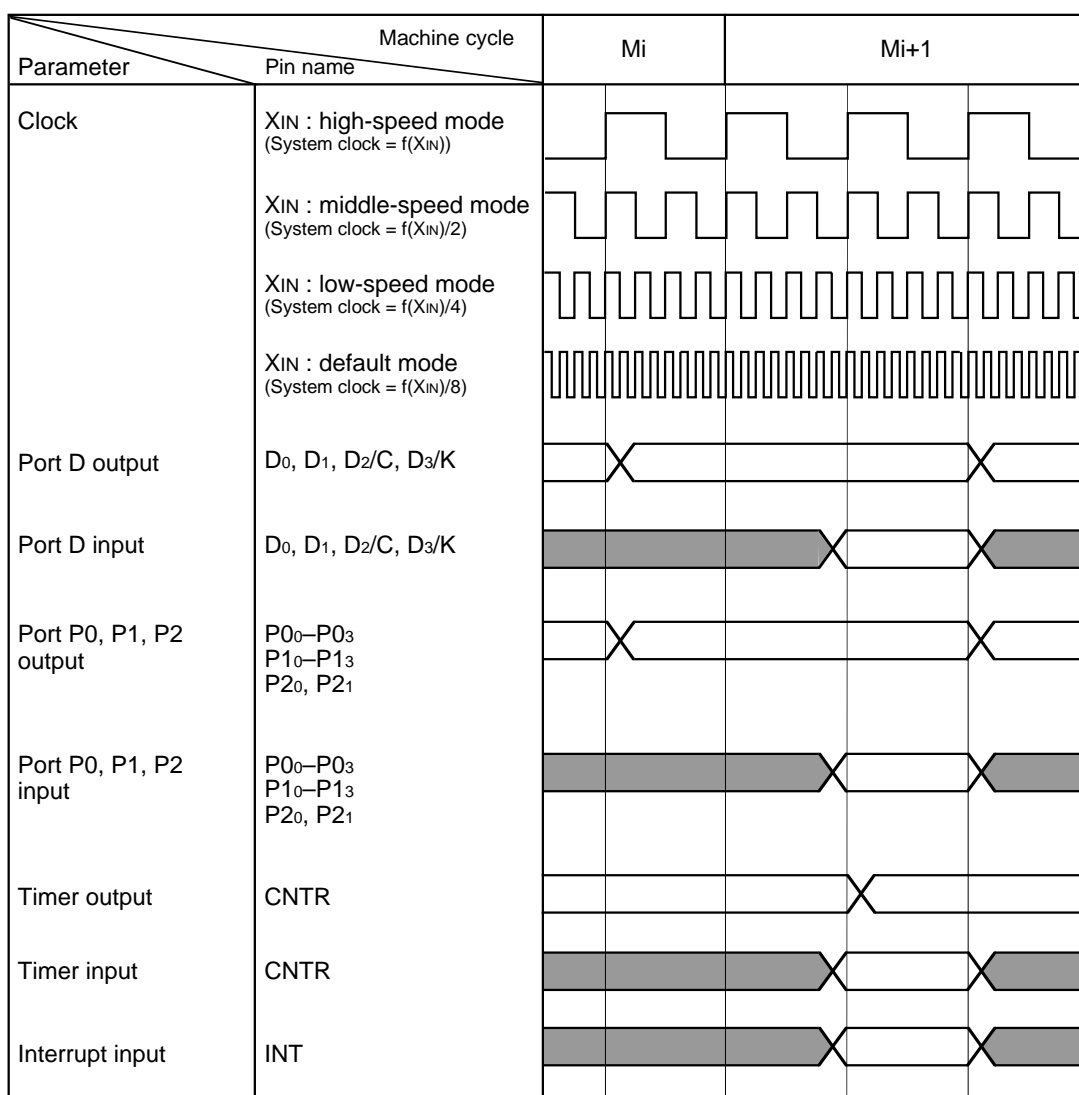 Machine cycle
Parameter
Pin name
Mi
Mi+1
Clock
XIN : high-speed mode
(System clock = f(XIN))
XIN : middle-speed mode
(System clock = f(XIN)/2)
XIN : low-speed mode
(System clock = f(XIN)/4)
XIN : default mode
(System clock = f(XIN)/8)
Port D output
D0, D1, D2/C, D3/K
Port D input
D0, D1, D2/C, D3/K
Port P0, P1, P2
output
P00–P03
P10–P13
P20, P21
Port P0, P1, P2
input
P00–P03
P10–P13
P20, P21
Timer output
CNTR
Timer input
CNTR
Interrupt input
INT